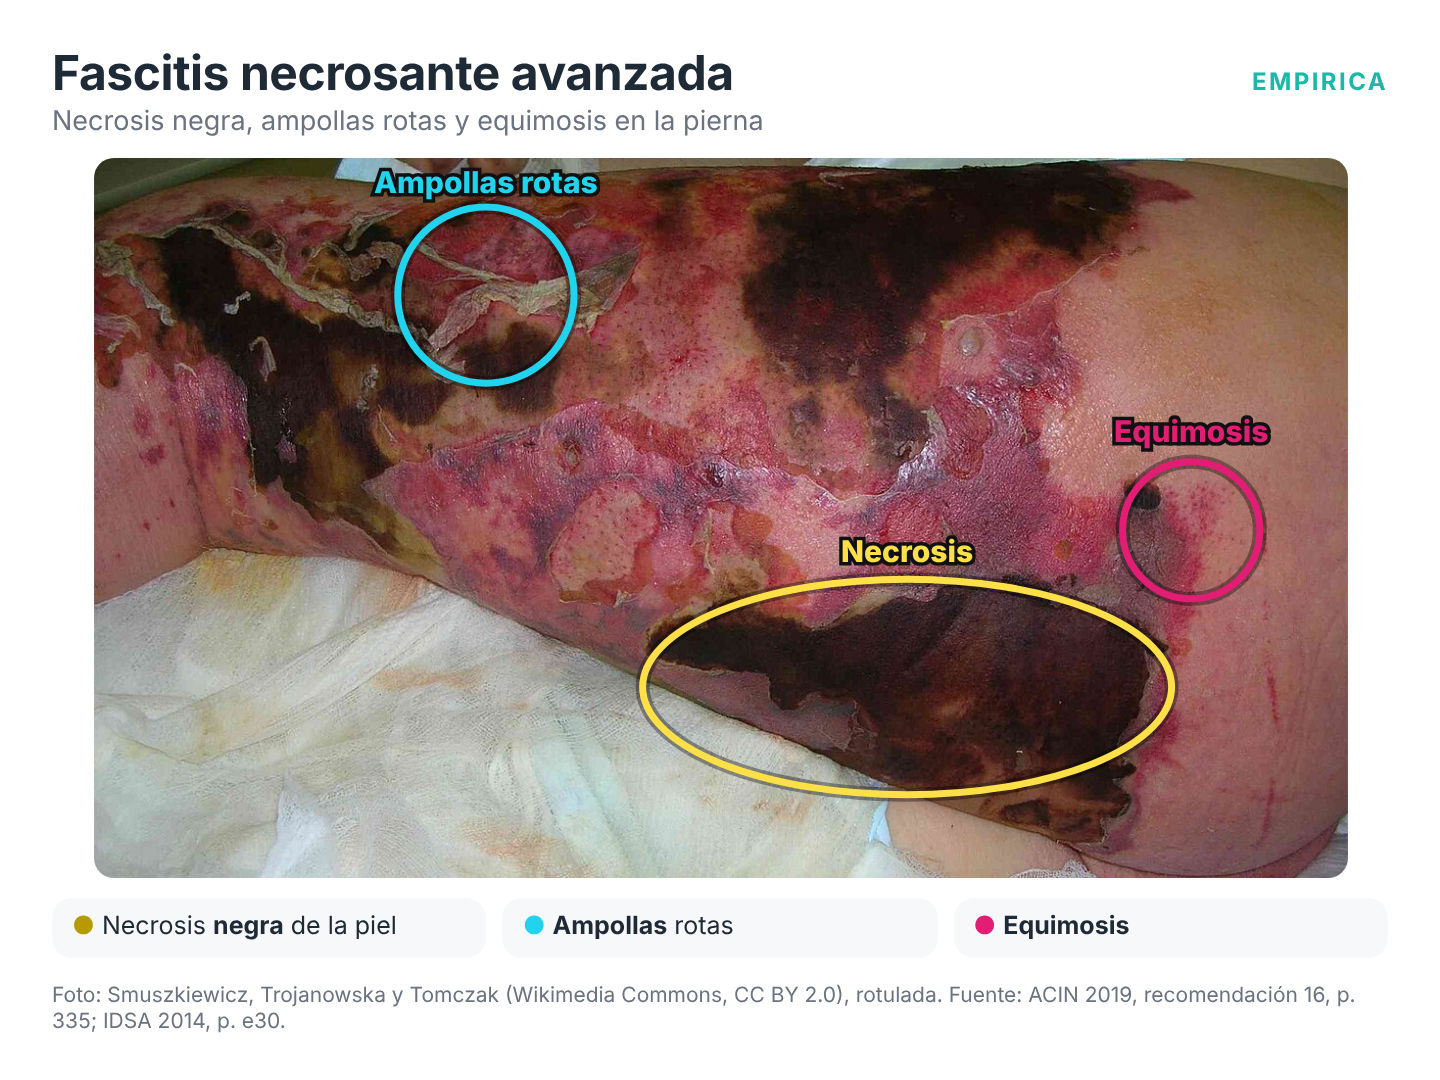 Fascitis necrosante avanzada
EMPIRICA
Necrosis negra, ampollas rotas y equimosis en la pierna
Ampollas rotas
Equimosis
Necrosis
Necrosis negra de la piel
Ampollas rotas
Equimosis
Foto: Smuszkiewicz, Trojanowska y Tomczak (Wikimedia Commons, CC BY 2.0), rotulada. Fuente: ACIN 2019, recomendación 16, p.
335; IDSA 2014, p. e30.